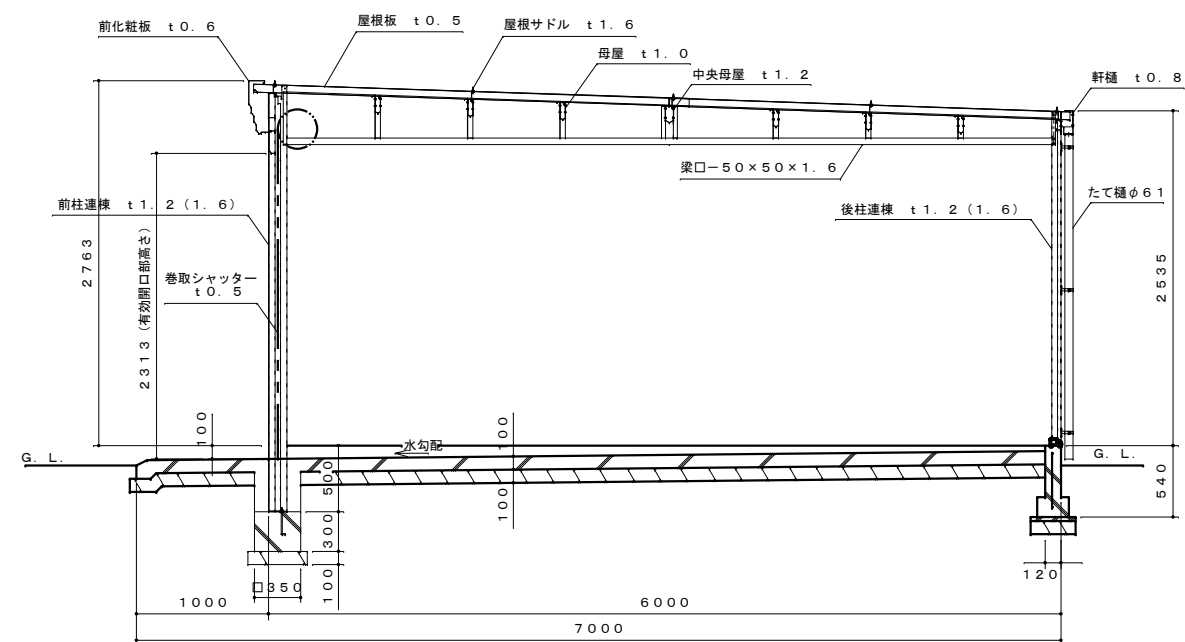 前化粧板 ｔ０．６
屋根板 ｔ０．５
屋根サドル ｔ１．６
母屋 ｔ１．０
中央母屋 ｔ１．２
軒樋 ｔ０．８
梁口－５０×５０×１．６
前柱連棟 ｔ１．２（１．６）
後柱連棟 ｔ１．２（１．６）
たて樋φ６１
２７６３
２３１３（有効開口部高さ）
巻取シャッター
ｔ０．５
２５３５
１００
水勾配
１００
Ｇ．Ｌ．
Ｇ．Ｌ．
５００
１００
５４０
３００
１００
□３５０
１２０
１０００
６０００
７０００